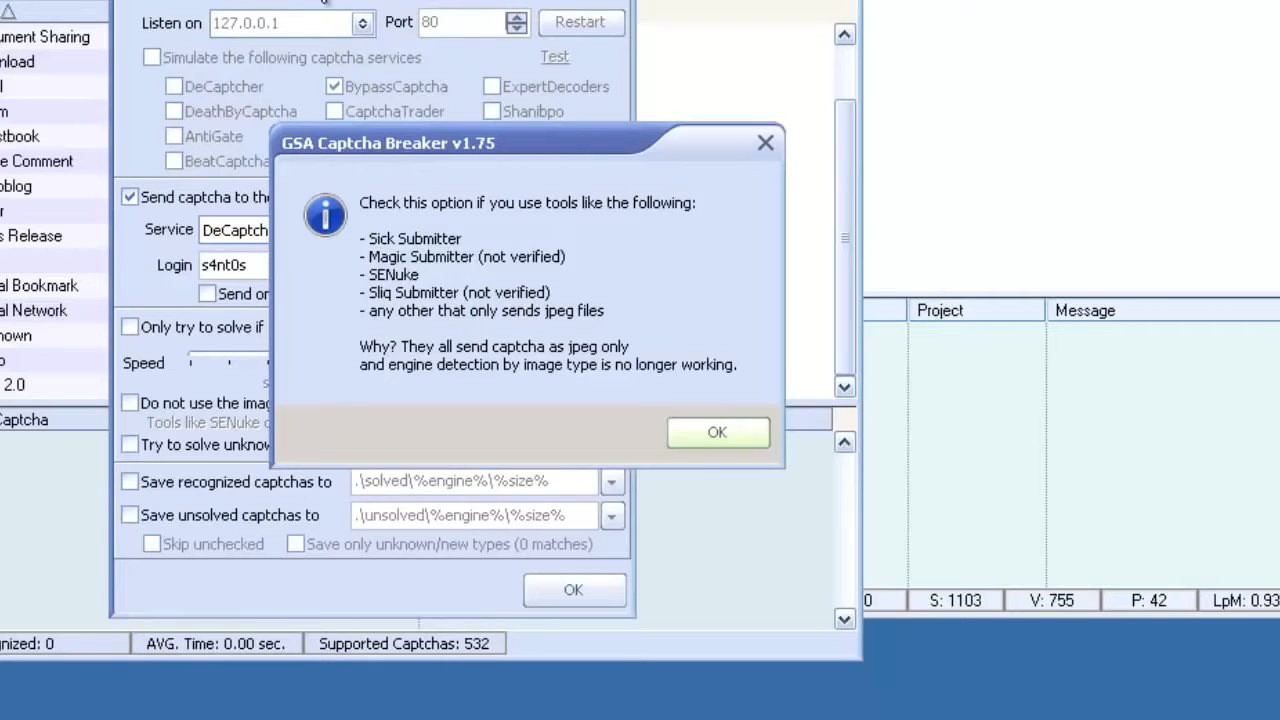 Listen on 127.0.0.1 Port 80 Restart
Simulate the following captcha services Test
DeCaptcher BypassCaptcha ExpertDecoders
DeathByCaptcha CaptchaTrader Shanibpo
AntiGate
BeatCaptcha
GSA Captcha Breaker v1.75
Check this option if you use tools like the following:
- Sick Submitter
- Magic Submitter (not verified)
- SENuke
- Sliq Submitter (not verified)
- any other that only sends jpeg files
Why? They all send captcha as jpeg only
and engine detection by image type is no longer working.
OK
Send captcha to the
Service DeCaptch
Login s4nt0s
Send or
Only try to solve if
Speed
Do not use the imag
Tools like SENuke
Try to solve unknow
Save recognized captchas to .\solved\%engine%\%size%
Save unsolved captchas to .\unsolved\%engine%\%size%
Skip unchecked Save only unknown/new types (0 matches)
OK
ument Sharing
nload
l
m
stbook
e Comment
oblog
r
s Release
al Bookmark
al Network
nown
o
2.0
Captcha
Project Message
0 S: 1103 V: 755 P: 42 LpM: 0.93
gnized: 0 AVG. Time: 0.00 sec. Supported Captchas: 532